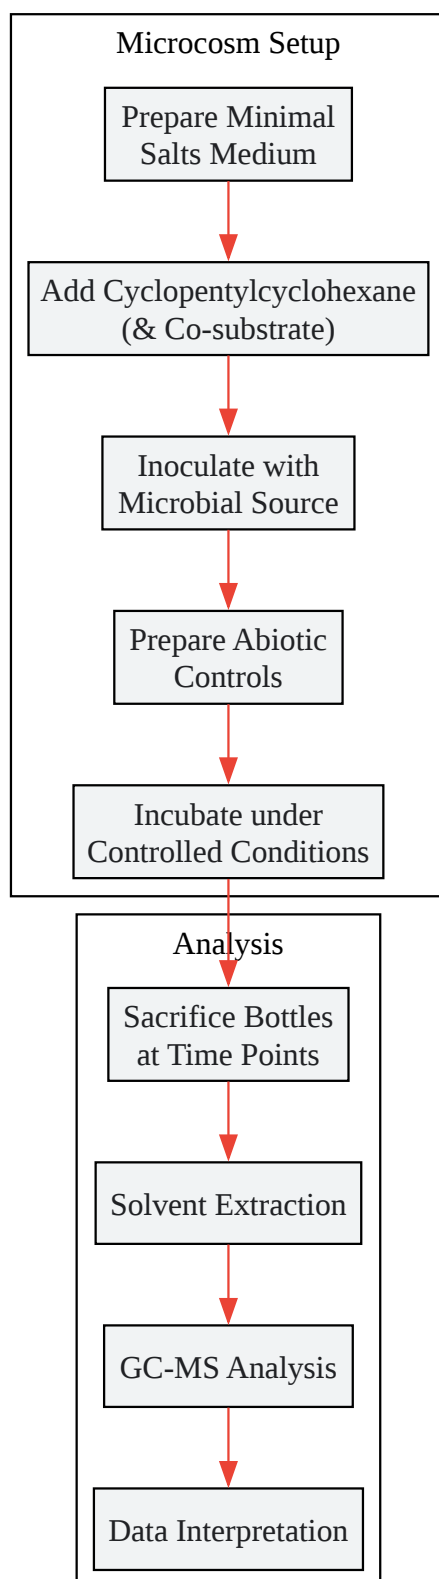 Microcosm Setup
Prepare Minimal
Salts Medium
Add Cyclopentylcyclohexane
(& Co-substrate)
Inoculate with
Microbial Source
Prepare Abiotic
Controls
Incubate under
Controlled Conditions
Analysis
Sacrifice Bottles
at Time Points
Solvent Extraction
GC-MS Analysis
Data Interpretation